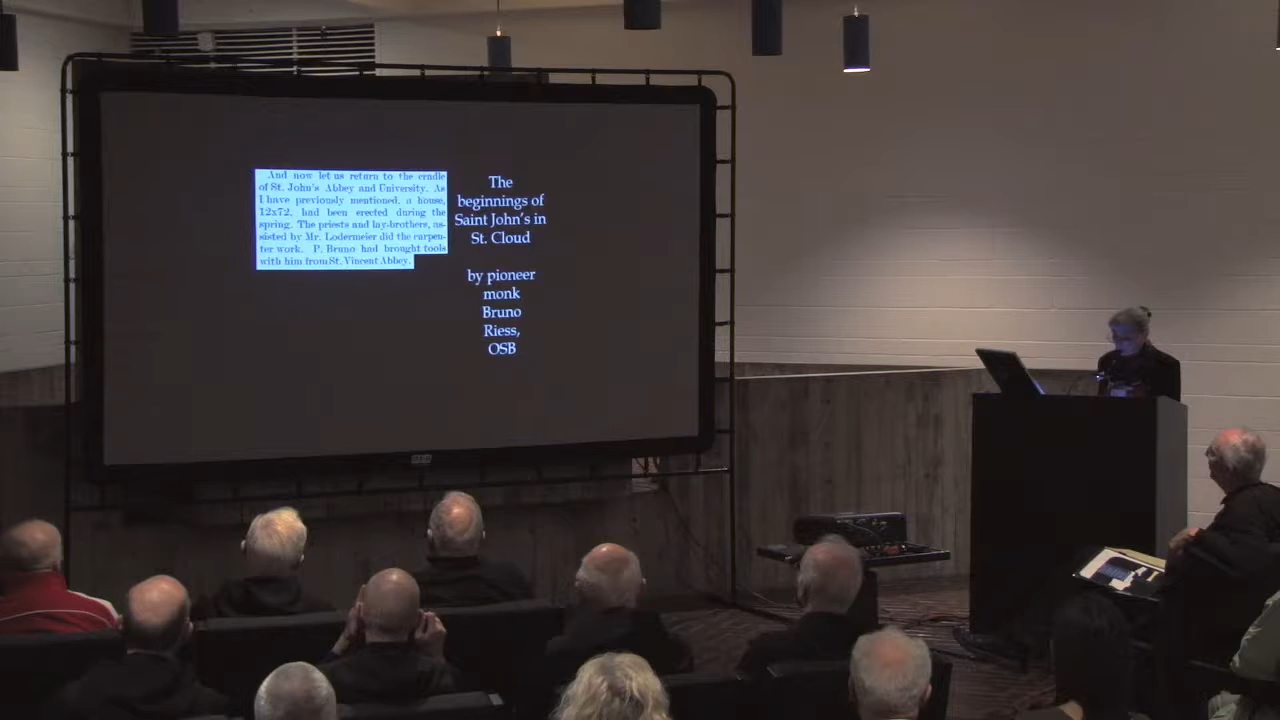 And now let us return to the cradle
of St. John's Abbey and University. As
I have previously mentioned, a house,
12x72, had been erected during the
spring. The priests and lay-brothers, as-
sisted by Mr. Lodermeier did the carpen-
ter work. P. Bruno had brought tools
with him from St. Vincent Abbey.
The
beginnings of
Saint John's in
St. Cloud
by pioneer
monk
Bruno
Riess,
OSB